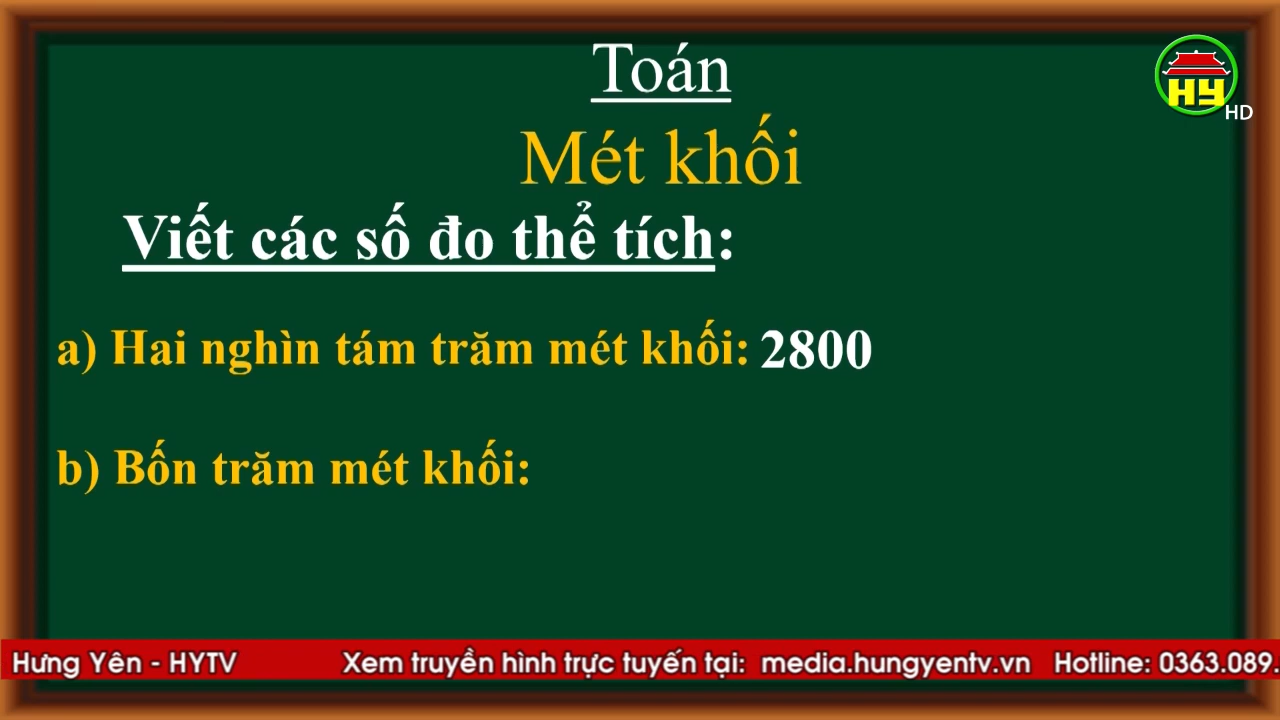 Toán
HY HD
Mét khối
Viết các số đo thể tích:
a) Hai nghìn tám trăm mét khối: 2800
b) Bốn trăm mét khối:
Hưng Yên - HYTV Xem truyền hình trực tuyến tại: media.hungyentv.vn Hotline: 0363.089.